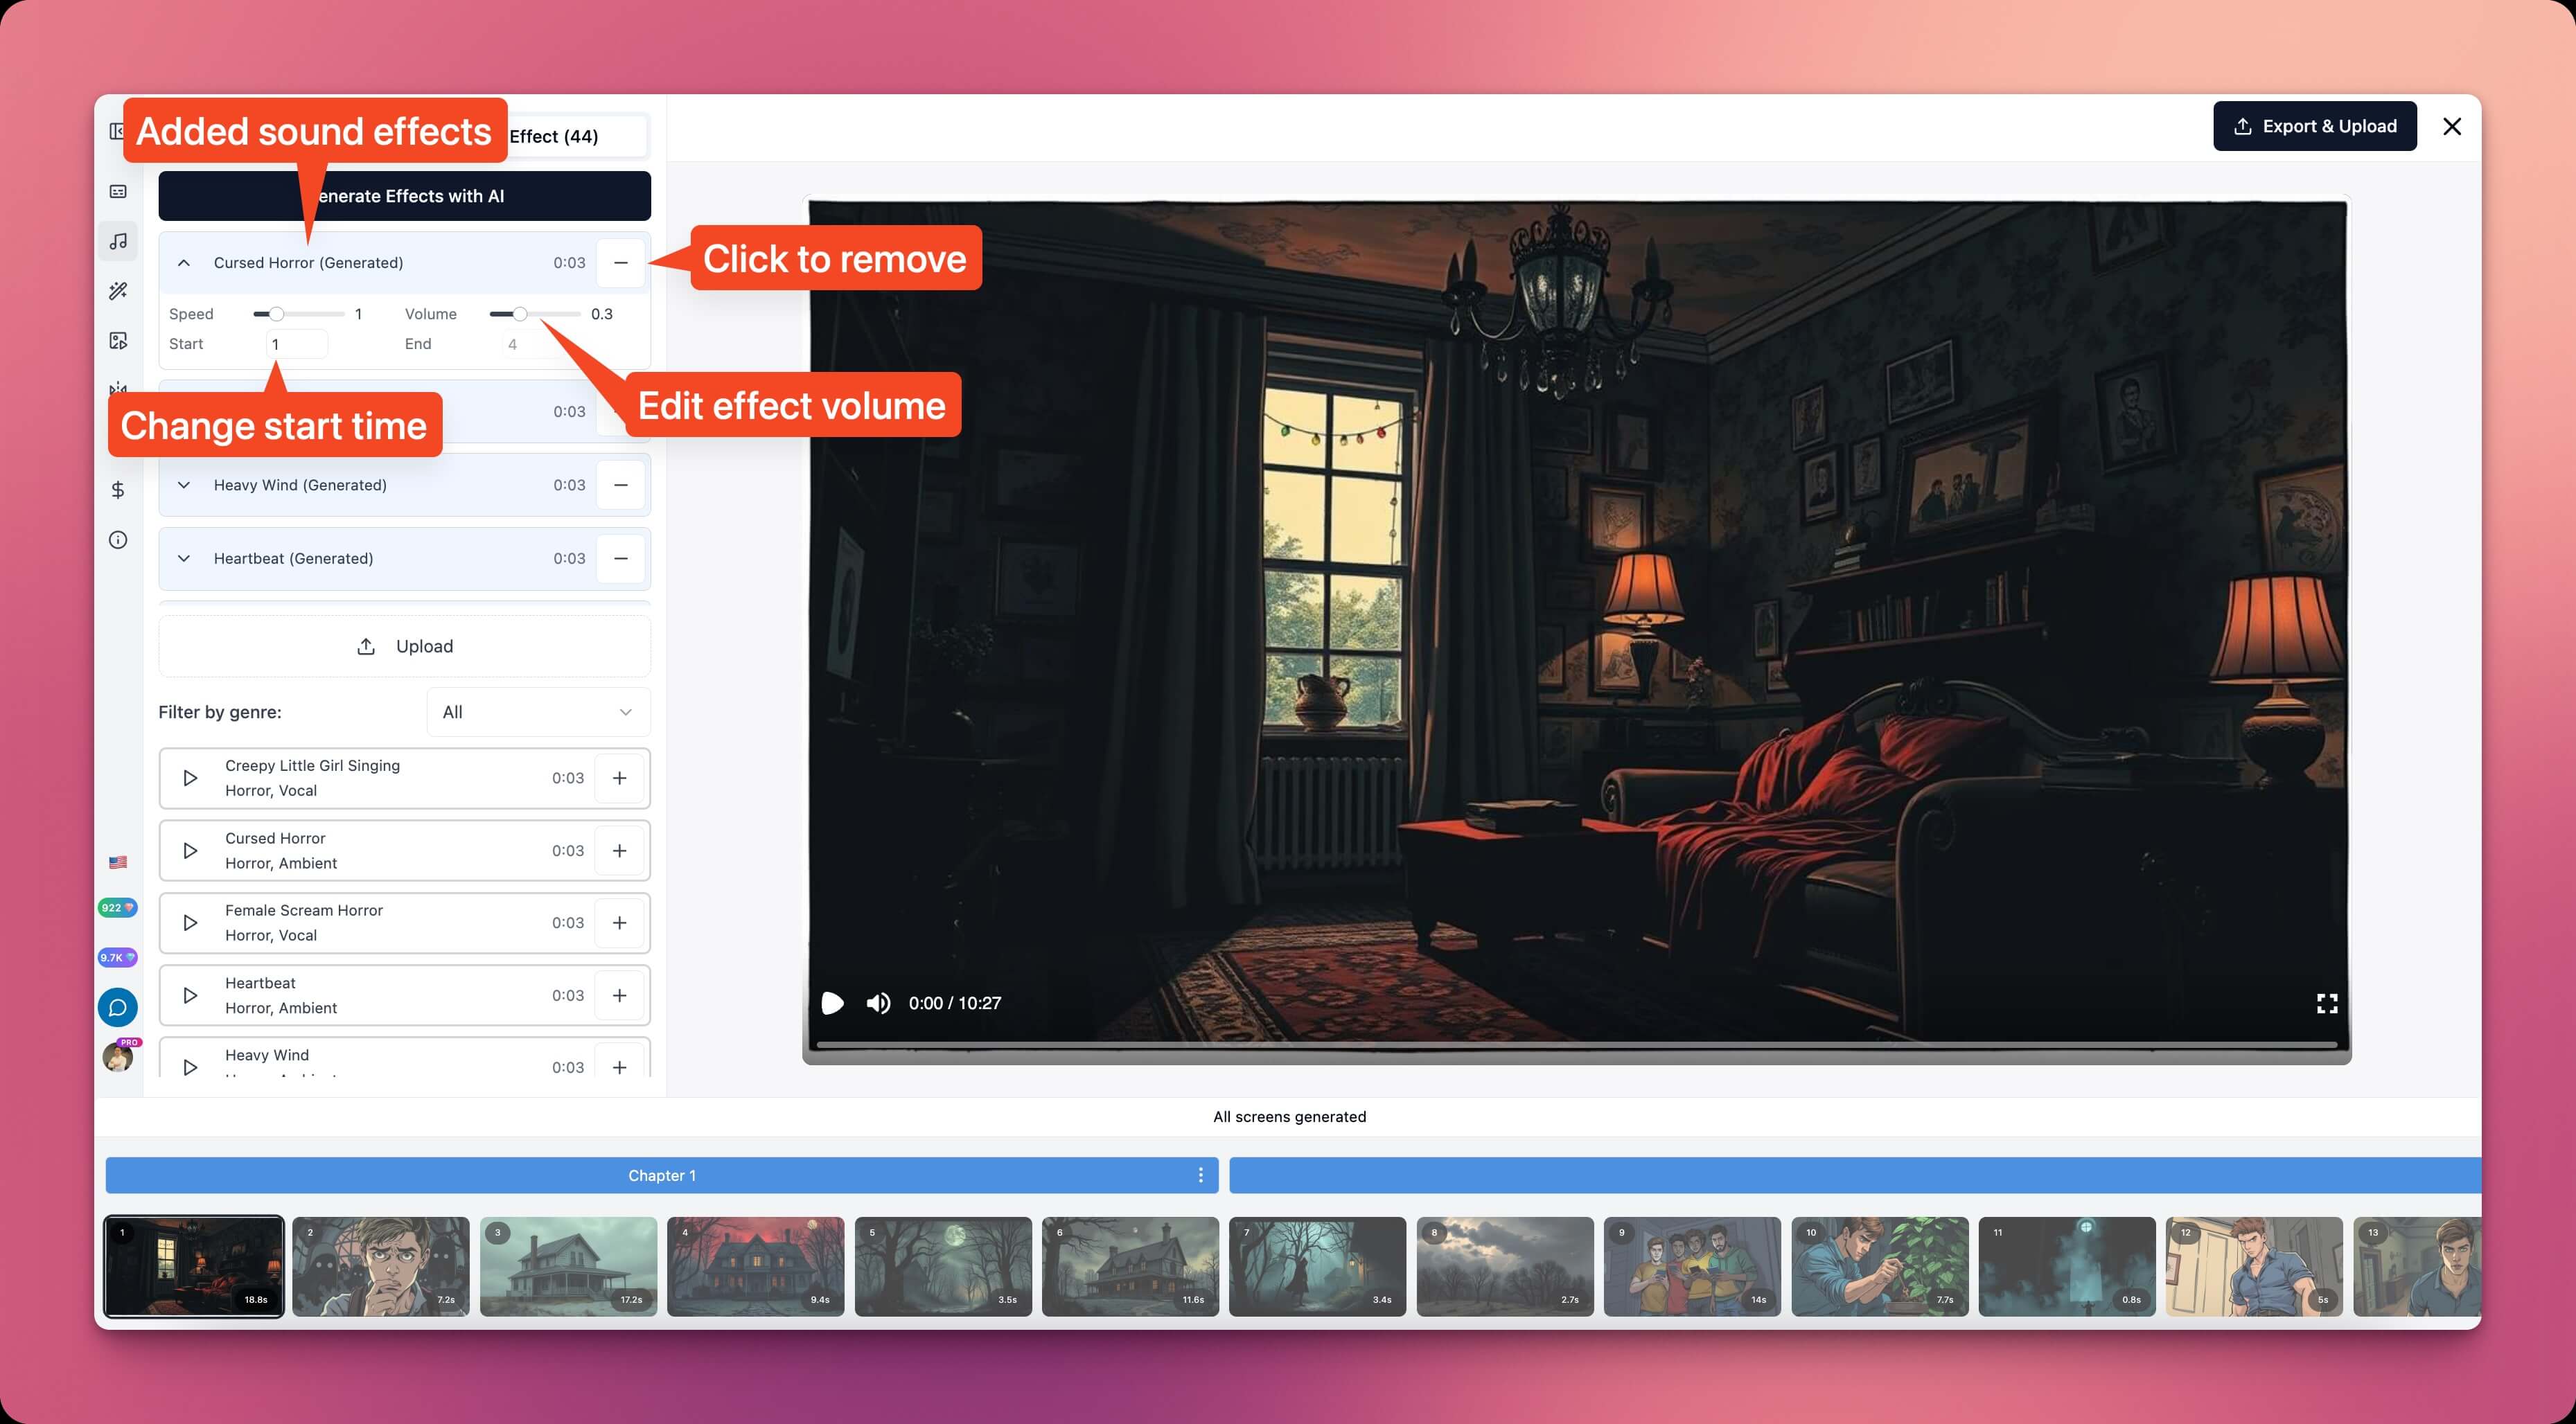 Added sound effects
Effect (44)
Export & Upload
enerate Effects with AI
Cursed Horror (Generated)
0:03
Click to remove
Speed
1
Volume
0.3
Start
1
End
4
Change start time
0:03
Edit effect volume
Heavy Wind (Generated)
0:03
Heartbeat (Generated)
0:03
Upload
Filter by genre:
All
Creepy Little Girl Singing
Horror, Vocal
0:03
Cursed Horror
Horror, Ambient
0:03
Female Scream Horror
Horror, Vocal
0:03
Heartbeat
Horror, Ambient
0:03
Heavy Wind
0:03
922
9.7K
PRO
0:00 / 10:27
All screens generated
Chapter 1
1
18.8s
2
7.2s
3
17.2s
4
9.4s
5
3.5s
6
11.6s
7
3.4s
8
2.7s
9
14s
10
7.7s
11
0.8s
12
5s
13